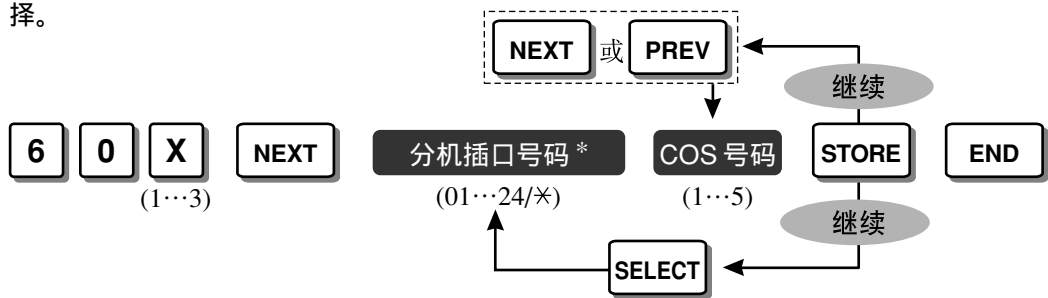 择。
NEXT 或 PREV
继续
6 0 X NEXT 分机插口号码* COS 号码 STORE END
(1…3) (01…24/✳) (1…5)
继续
SELECT